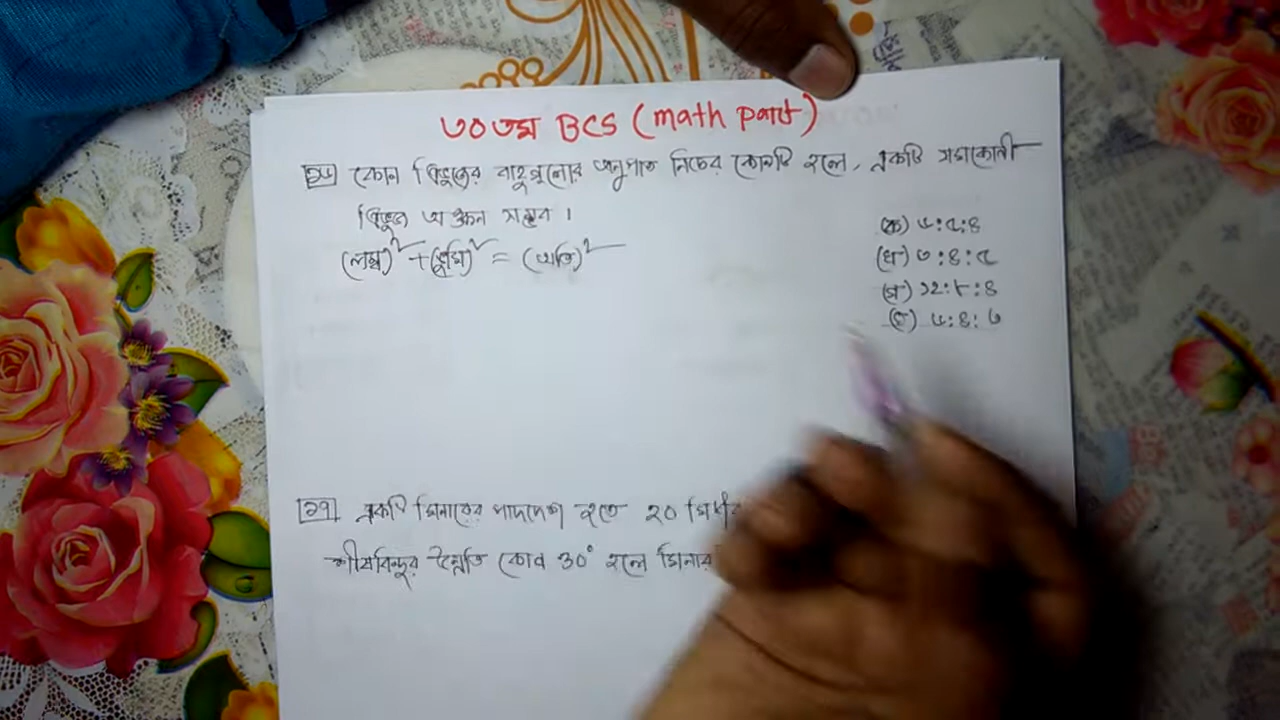 ৩০তম BCS (math part)
১৬ কোন ত্রিভুজের বাহুগুলোর অনুপাত নিচের কোনটি হলে, একটি সমকোনী
ত্রিভুজ অঙ্কন সম্ভব ।
(লম্ব)² + (ভূমি)² = (অতি)²
(ক) ৬:৫:৪
(খ) ৩:৪:৫
(গ) ১২:৮:৪
(ঘ) ৬:৪:৩
১৭ একটি মিনারের পাদদেশ হতে ২০ মিটার
শীর্ষবিন্দুর উন্নতি কোন 30° হলে মিনার